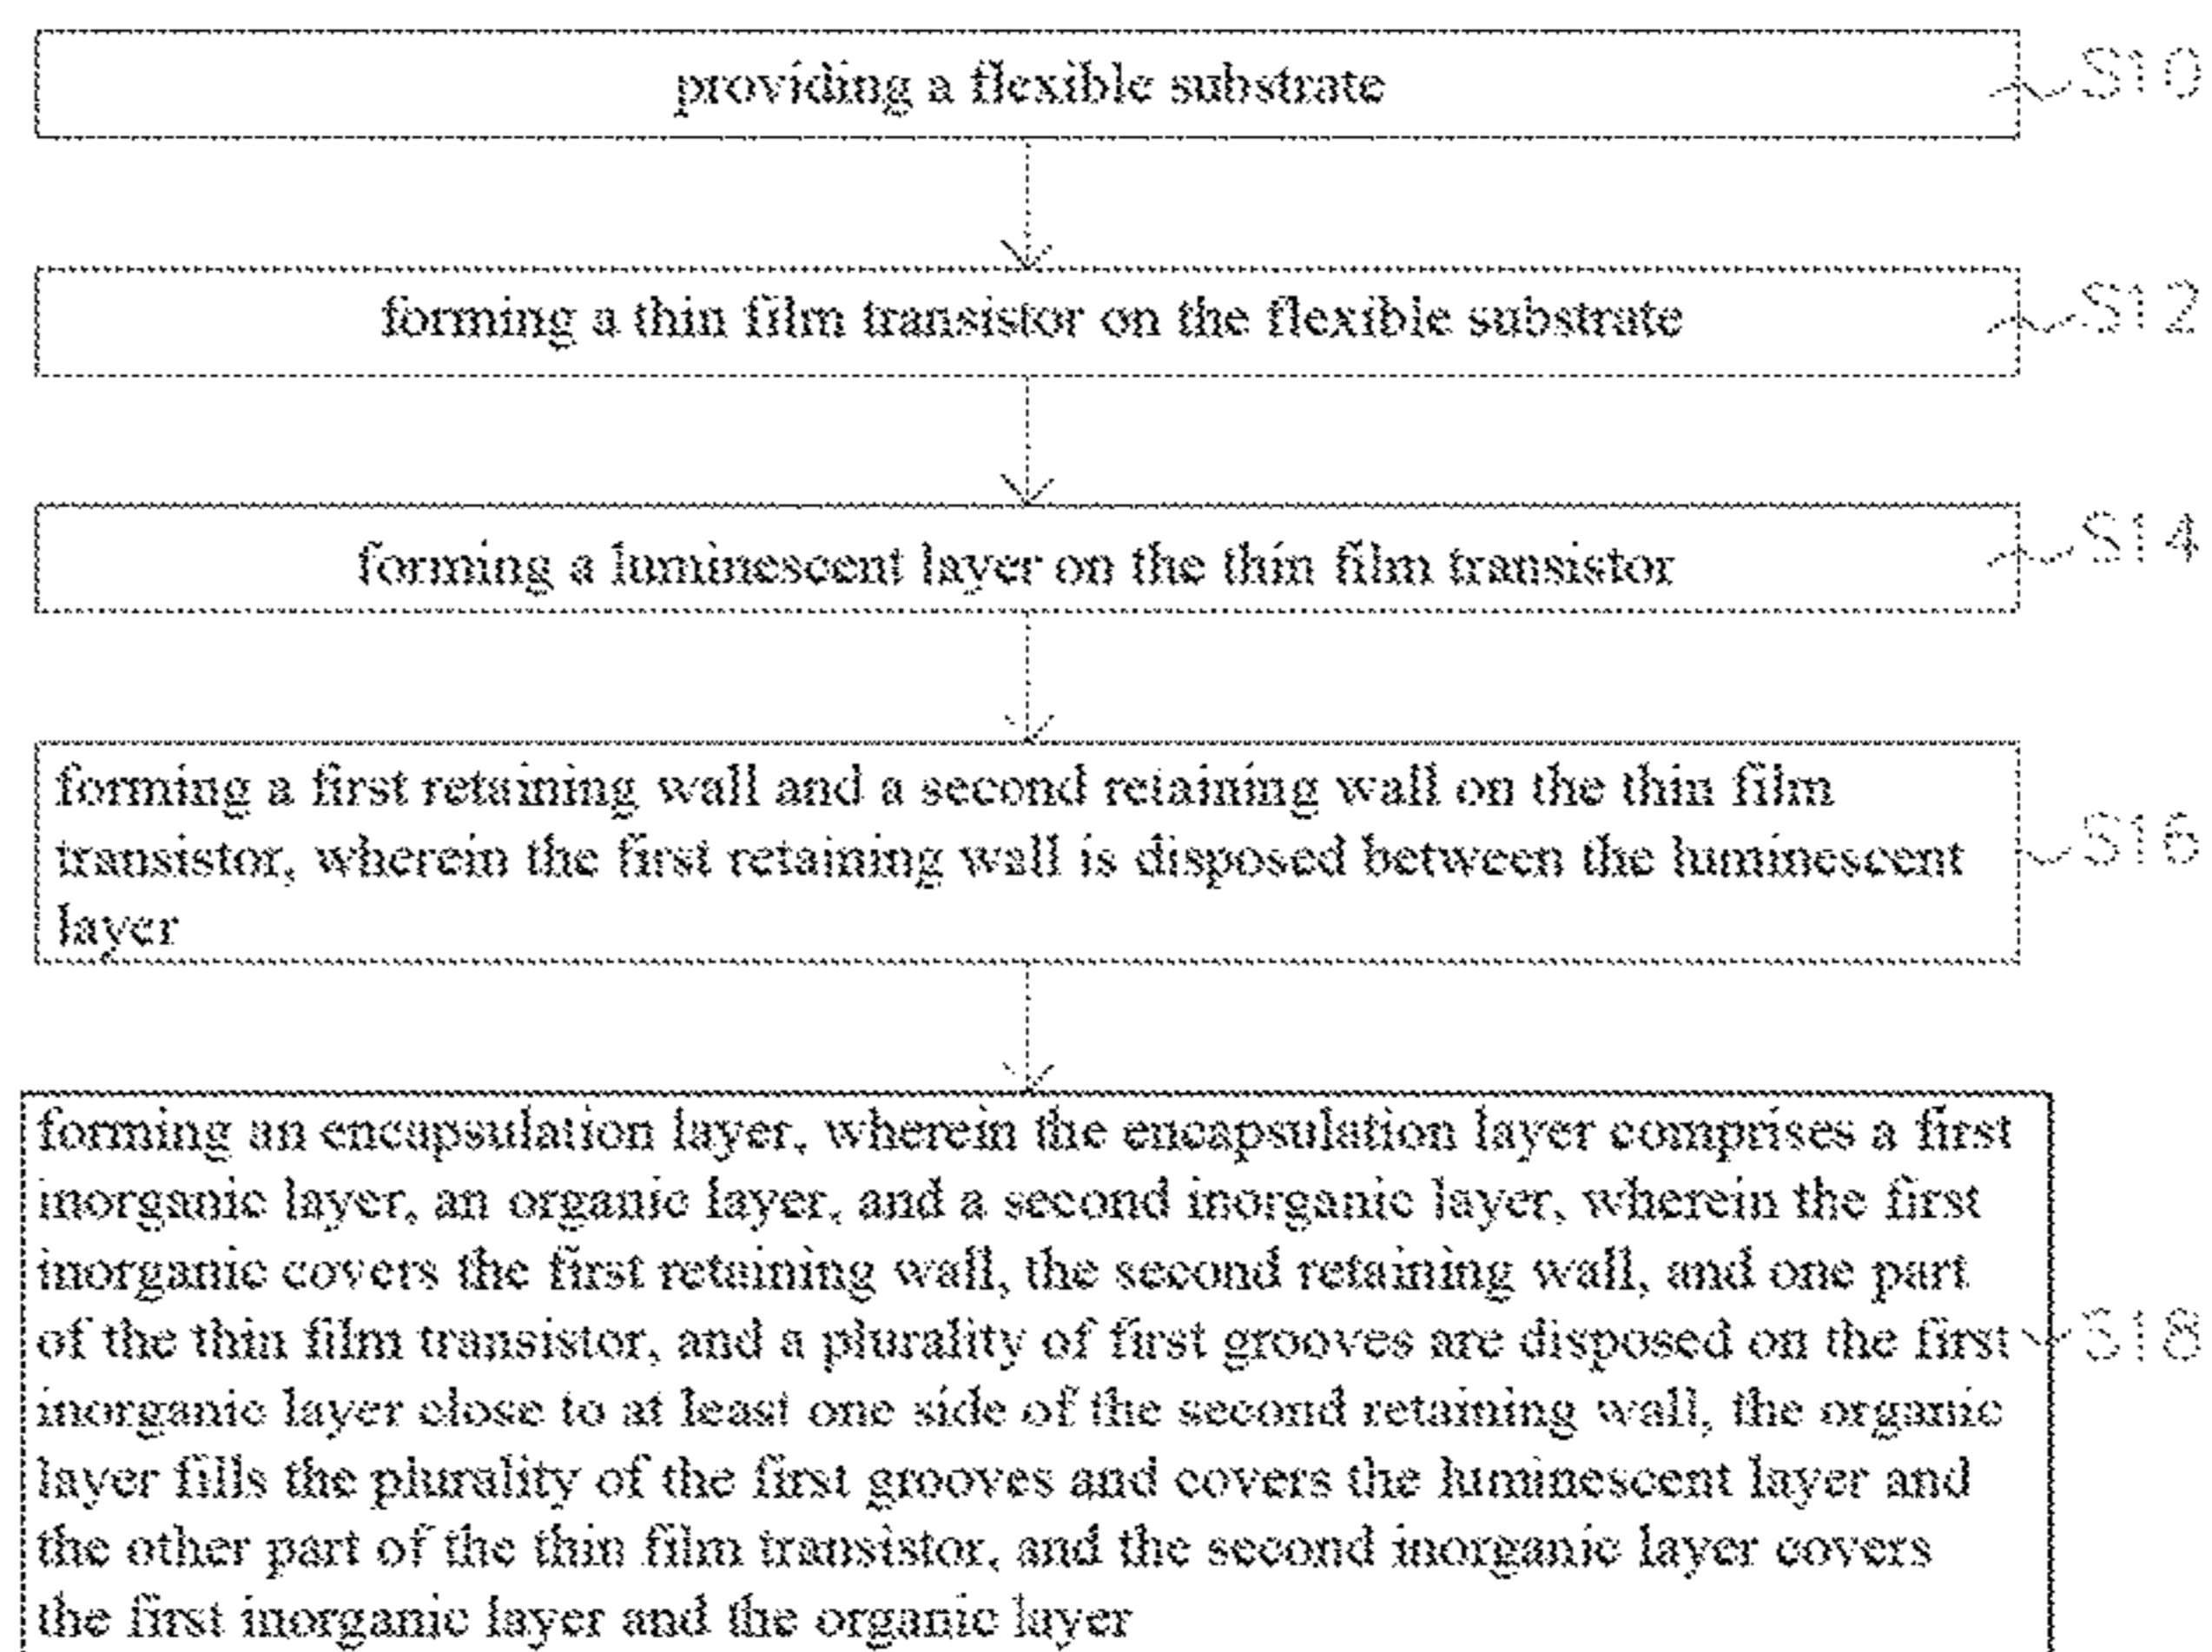 providing a flexible substrate
S10
forming a thin film transistor on the flexible substrate
S12
forming a luminescent layer on the thin film transistor
S14
forming a first retaining wall and a second retaining wall on the thin film
transistor, wherein the first retaining wall is disposed between the luminescent
layer
S16
forming an encapsulation layer, wherein the encapsulation layer comprises a first
inorganic layer, an organic layer, and a second inorganic layer, wherein the first
inorganic covers the first retaining wall, the second retaining wall, and one part
of the thin film transistor, and a plurality of first grooves are disposed on the first
inorganic layer close to at least one side of the second retaining wall, the organic
layer fills the plurality of the first grooves and covers the luminescent layer and
the other part of the thin film transistor, and the second inorganic layer covers
the first inorganic layer and the organic layer
S18